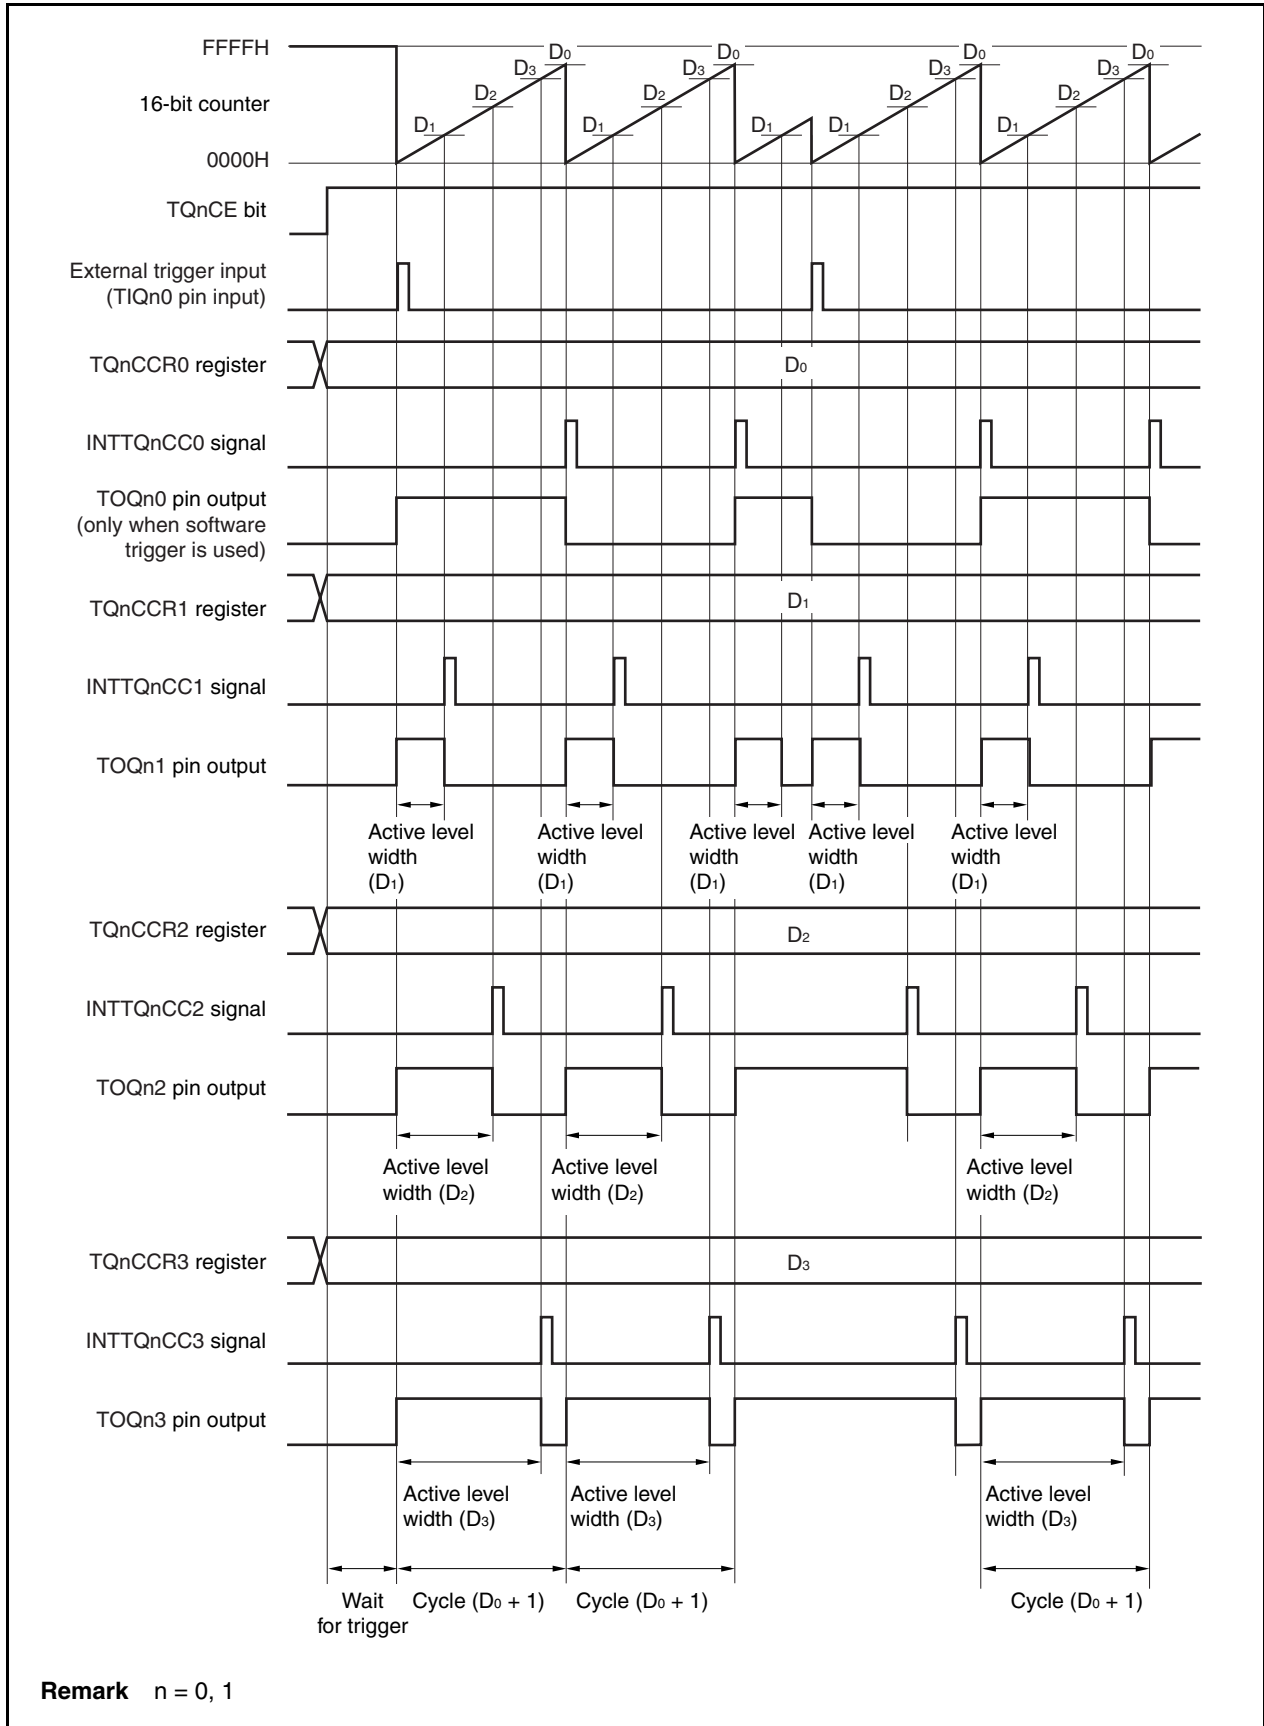 FFFFH
D0 D0 D0 D0
D3 D3 D3 D3
16-bit counter
D2 D2 D2 D2
D1 D1 D1 D1 D1
0000H
TQnCE bit
External trigger input
(TIQn0 pin input)
TQnCCR0 register
D0
INTTQnCC0 signal
TOQn0 pin output
(only when software
trigger is used)
TQnCCR1 register
D1
INTTQnCC1 signal
TOQn1 pin output
Active level
width
(D1)
Active level
width
(D1)
Active level
width
(D1)
Active level
width
(D1)
Active level
width
(D1)
TQnCCR2 register
D2
INTTQnCC2 signal
TOQn2 pin output
Active level
width (D2)
Active level
width (D2)
Active level
width (D2)
TQnCCR3 register
D3
INTTQnCC3 signal
TOQn3 pin output
Active level
width (D3)
Active level
width (D3)
Active level
width (D3)
Wait
for trigger
Cycle (D0 + 1)
Cycle (D0 + 1)
Cycle (D0 + 1)
Remark n = 0, 1